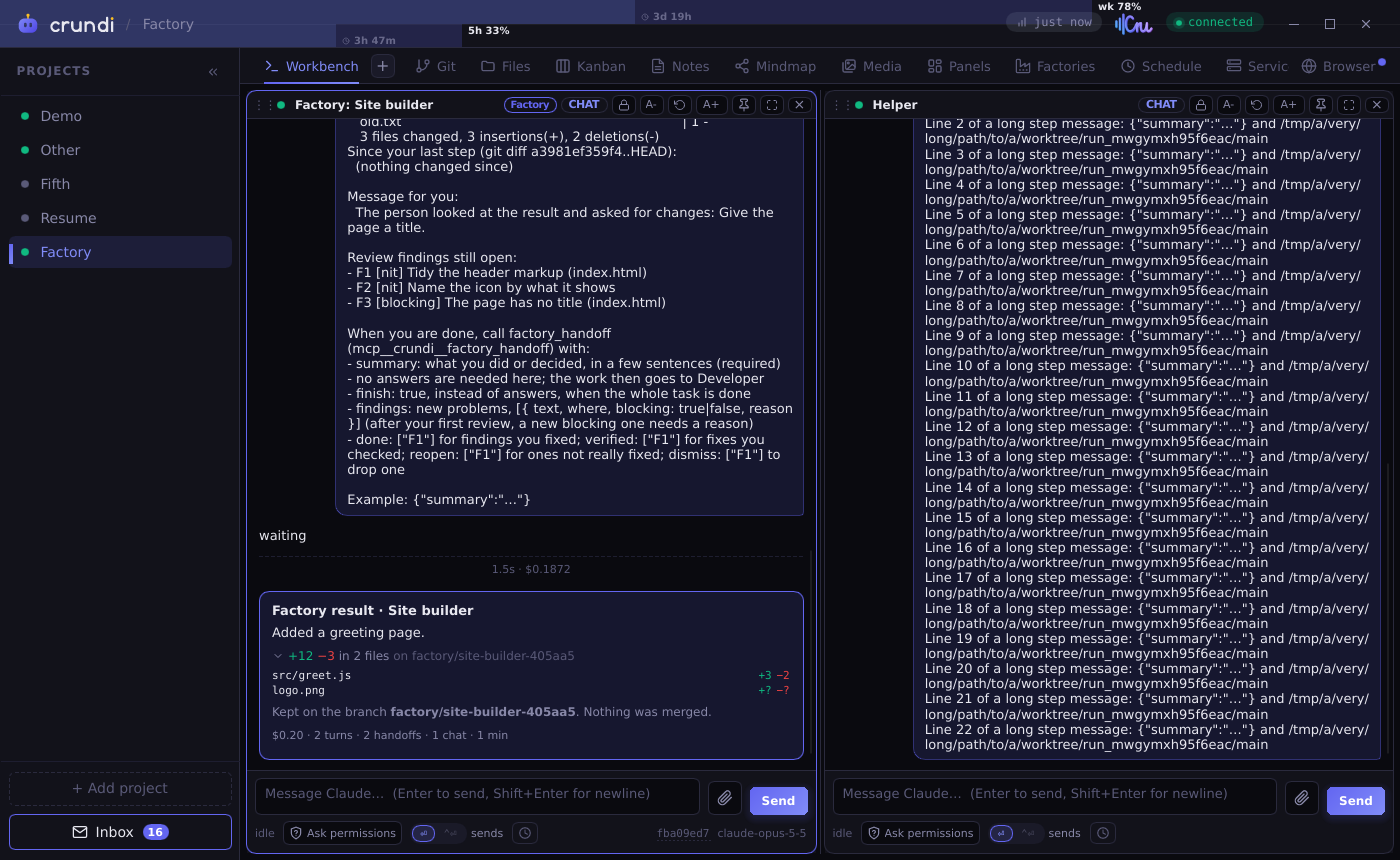 crundi / Factory
3h 47m
5h 33%
3d 19h
wk 78%
just now
Cru
connected
PROJECTS «
Demo
Other
Fifth
Resume
Factory
+ Add project
Inbox 16
Workbench
+
Git
Files
Kanban
Notes
Mindmap
Media
Panels
Factories
Schedule
Servic
Browser
Factory: Site builder
Factory CHAT A- A+
old.txt | 1 -
3 files changed, 3 insertions(+), 2 deletions(-)
Since your last step (git diff a3981ef359f4..HEAD):
(nothing changed since)
Message for you:
The person looked at the result and asked for changes: Give the
page a title.
Review findings still open:
- F1 [nit] Tidy the header markup (index.html)
- F2 [nit] Name the icon by what it shows
- F3 [blocking] The page has no title (index.html)
When you are done, call factory_handoff
(mcp__crundi__factory_handoff) with:
- summary: what you did or decided, in a few sentences (required)
- no answers are needed here; the work then goes to Developer
- finish: true, instead of answers, when the whole task is done
- findings: new problems, [{ text, where, blocking: true|false, reason
}] (after your first review, a new blocking one needs a reason)
- done: ["F1"] for findings you fixed; verified: ["F1"] for fixes you
checked; reopen: ["F1"] for ones not really fixed; dismiss: ["F1"] to
drop one
Example: {"summary":"..."}
waiting
1.5s · $0.1872
Factory result · Site builder
Added a greeting page.
+12 −3 in 2 files on factory/site-builder-405aa5
src/greet.js +3 −2
logo.png +? −?
Kept on the branch factory/site-builder-405aa5. Nothing was merged.
$0.20 · 2 turns · 2 handoffs · 1 chat · 1 min
Message Claude... (Enter to send, Shift+Enter for newline)
Send
idle Ask permissions sends fba09ed7 claude-opus-5-5
Helper
CHAT A- A+
Line 2 of a long step message: {"summary":"..."} and /tmp/a/very/
long/path/to/a/worktree/run_mwgymxh95f6eac/main
Line 3 of a long step message: {"summary":"..."} and /tmp/a/very/
long/path/to/a/worktree/run_mwgymxh95f6eac/main
Line 4 of a long step message: {"summary":"..."} and /tmp/a/very/
long/path/to/a/worktree/run_mwgymxh95f6eac/main
Line 5 of a long step message: {"summary":"..."} and /tmp/a/very/
long/path/to/a/worktree/run_mwgymxh95f6eac/main
Line 6 of a long step message: {"summary":"..."} and /tmp/a/very/
long/path/to/a/worktree/run_mwgymxh95f6eac/main
Line 7 of a long step message: {"summary":"..."} and /tmp/a/very/
long/path/to/a/worktree/run_mwgymxh95f6eac/main
Line 8 of a long step message: {"summary":"..."} and /tmp/a/very/
long/path/to/a/worktree/run_mwgymxh95f6eac/main
Line 9 of a long step message: {"summary":"..."} and /tmp/a/very/
long/path/to/a/worktree/run_mwgymxh95f6eac/main
Line 10 of a long step message: {"summary":"..."} and /tmp/a/very/
long/path/to/a/worktree/run_mwgymxh95f6eac/main
Line 11 of a long step message: {"summary":"..."} and /tmp/a/very/
long/path/to/a/worktree/run_mwgymxh95f6eac/main
Line 12 of a long step message: {"summary":"..."} and /tmp/a/very/
long/path/to/a/worktree/run_mwgymxh95f6eac/main
Line 13 of a long step message: {"summary":"..."} and /tmp/a/very/
long/path/to/a/worktree/run_mwgymxh95f6eac/main
Line 14 of a long step message: {"summary":"..."} and /tmp/a/very/
long/path/to/a/worktree/run_mwgymxh95f6eac/main
Line 15 of a long step message: {"summary":"..."} and /tmp/a/very/
long/path/to/a/worktree/run_mwgymxh95f6eac/main
Line 16 of a long step message: {"summary":"..."} and /tmp/a/very/
long/path/to/a/worktree/run_mwgymxh95f6eac/main
Line 17 of a long step message: {"summary":"..."} and /tmp/a/very/
long/path/to/a/worktree/run_mwgymxh95f6eac/main
Line 18 of a long step message: {"summary":"..."} and /tmp/a/very/
long/path/to/a/worktree/run_mwgymxh95f6eac/main
Line 19 of a long step message: {"summary":"..."} and /tmp/a/very/
long/path/to/a/worktree/run_mwgymxh95f6eac/main
Line 20 of a long step message: {"summary":"..."} and /tmp/a/very/
long/path/to/a/worktree/run_mwgymxh95f6eac/main
Line 21 of a long step message: {"summary":"..."} and /tmp/a/very/
long/path/to/a/worktree/run_mwgymxh95f6eac/main
Line 22 of a long step message: {"summary":"..."} and /tmp/a/very/
long/path/to/a/worktree/run_mwgymxh95f6eac/main
Message Claude... (Enter to send, Shift+Enter for newline)
Send
idle Ask permissions sends